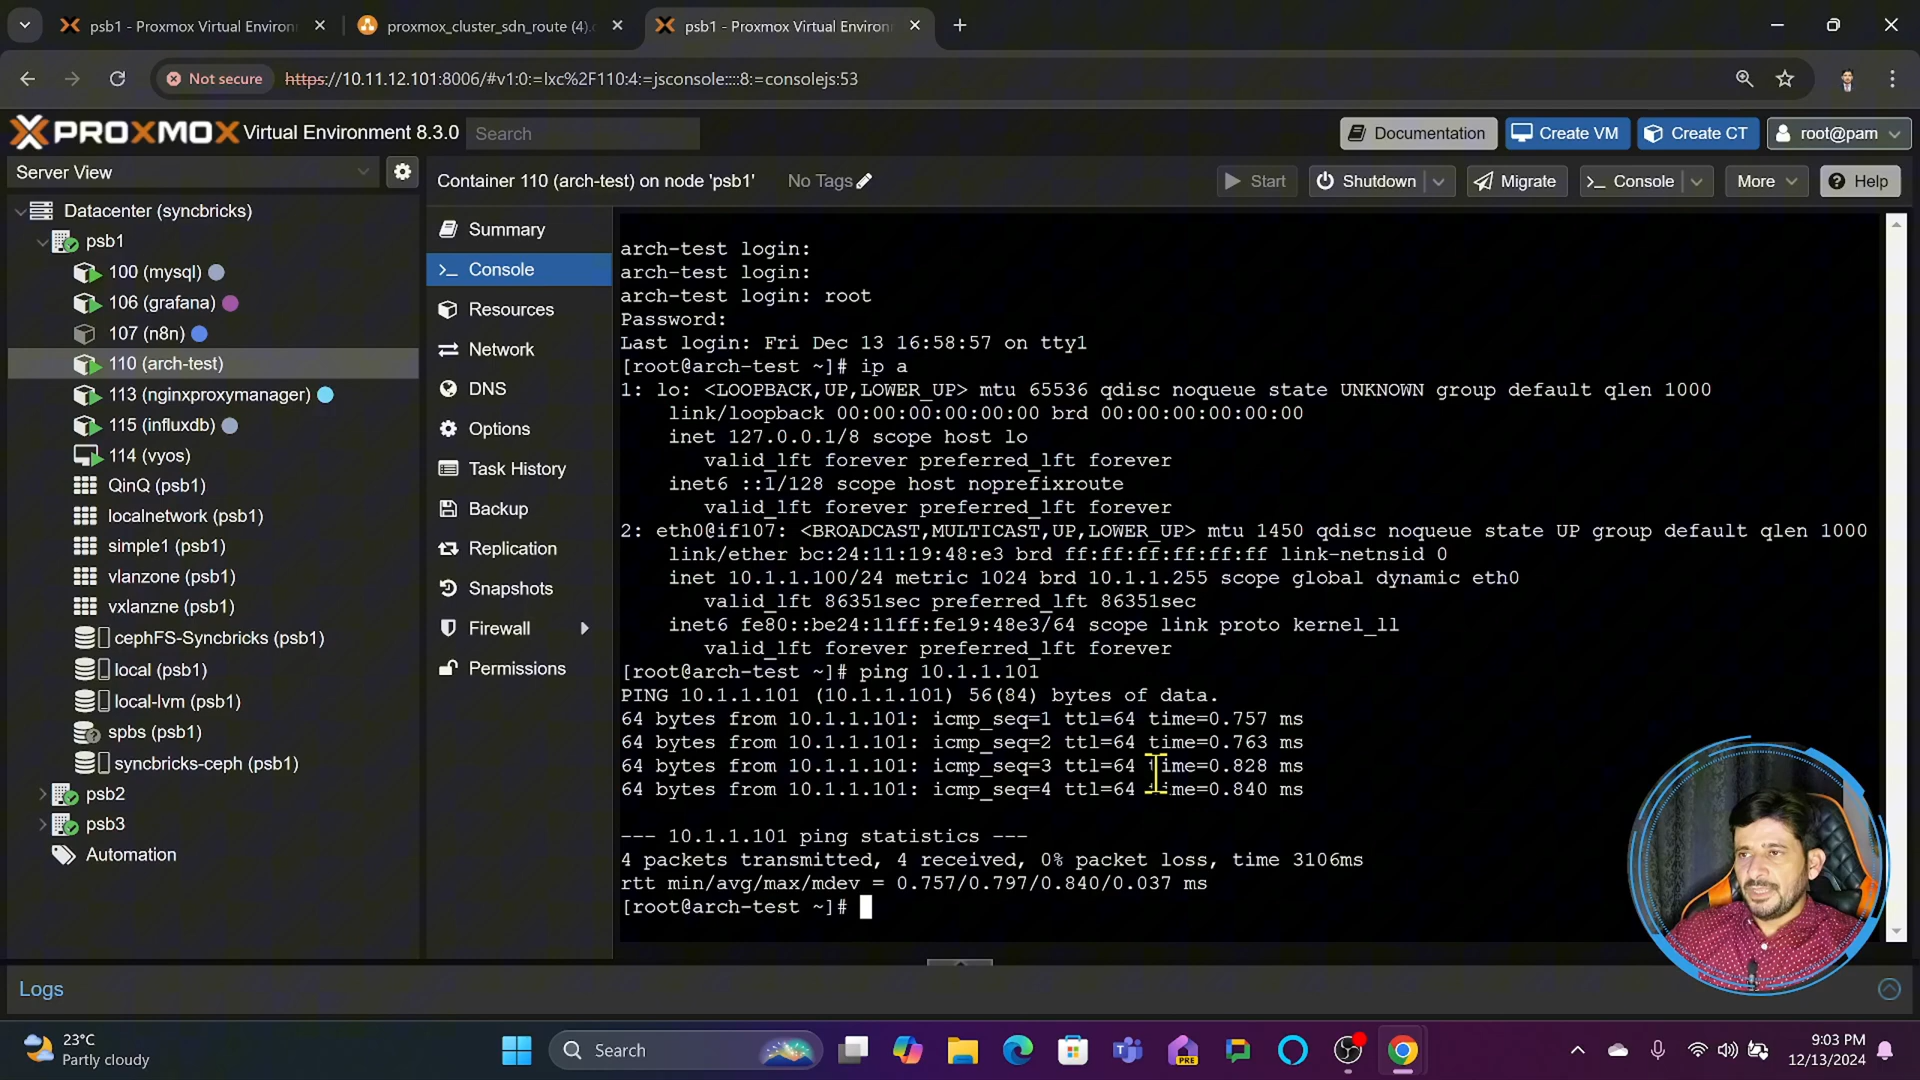 psb1 - Proxmox Virtual Environ
proxmox_cluster_sdn_route (4).
psb1 - Proxmox Virtual Environ
Not secure
https://10.11.12.101:8006/#v1:0:=lxc%2F110:4:=jsconsole::::8:=consolejs:53
PROXMOX Virtual Environment 8.3.0
Search
Documentation
Create VM
Create CT
root@pam
Server View
Container 110 (arch-test) on node 'psb1'
No Tags
Start
Shutdown
Migrate
Console
More
Help
Datacenter (syncbricks)
psb1
100 (mysql)
106 (grafana)
107 (n8n)
110 (arch-test)
113 (nginxproxymanager)
115 (influxdb)
114 (vyos)
QinQ (psb1)
localnetwork (psb1)
simple1 (psb1)
vlanzone (psb1)
vxlanzne (psb1)
cephFS-Syncbricks (psb1)
local (psb1)
local-lvm (psb1)
spbs (psb1)
syncbricks-ceph (psb1)
psb2
psb3
Automation
Summary
Console
Resources
Network
DNS
Options
Task History
Backup
Replication
Snapshots
Firewall
Permissions
arch-test login:
arch-test login:
arch-test login: root
Password:
Last login: Fri Dec 13 16:58:57 on tty1
[root@arch-test ~]# ip a
1: lo: <LOOPBACK,UP,LOWER_UP> mtu 65536 qdisc noqueue state UNKNOWN group default qlen 1000
link/loopback 00:00:00:00:00:00 brd 00:00:00:00:00:00
inet 127.0.0.1/8 scope host lo
valid_lft forever preferred_lft forever
inet6 ::1/128 scope host noprefixroute
valid_lft forever preferred_lft forever
2: eth0@if107: <BROADCAST,MULTICAST,UP,LOWER_UP> mtu 1450 qdisc noqueue state UP group default qlen 1000
link/ether bc:24:11:19:48:e3 brd ff:ff:ff:ff:ff:ff link-netnsid 0
inet 10.1.1.100/24 metric 1024 brd 10.1.1.255 scope global dynamic eth0
valid_lft 86351sec preferred_lft 86351sec
inet6 fe80::be24:11ff:fe19:48e3/64 scope link proto kernel_ll
valid_lft forever preferred_lft forever
[root@arch-test ~]# ping 10.1.1.101
PING 10.1.1.101 (10.1.1.101) 56(84) bytes of data.
64 bytes from 10.1.1.101: icmp_seq=1 ttl=64 time=0.757 ms
64 bytes from 10.1.1.101: icmp_seq=2 ttl=64 time=0.763 ms
64 bytes from 10.1.1.101: icmp_seq=3 ttl=64 time=0.828 ms
64 bytes from 10.1.1.101: icmp_seq=4 ttl=64 time=0.840 ms
--- 10.1.1.101 ping statistics ---
4 packets transmitted, 4 received, 0% packet loss, time 3106ms
rtt min/avg/max/mdev = 0.757/0.797/0.840/0.037 ms
[root@arch-test ~]#
Logs
23°C
Partly cloudy
Search
PRE
9:03 PM
12/13/2024